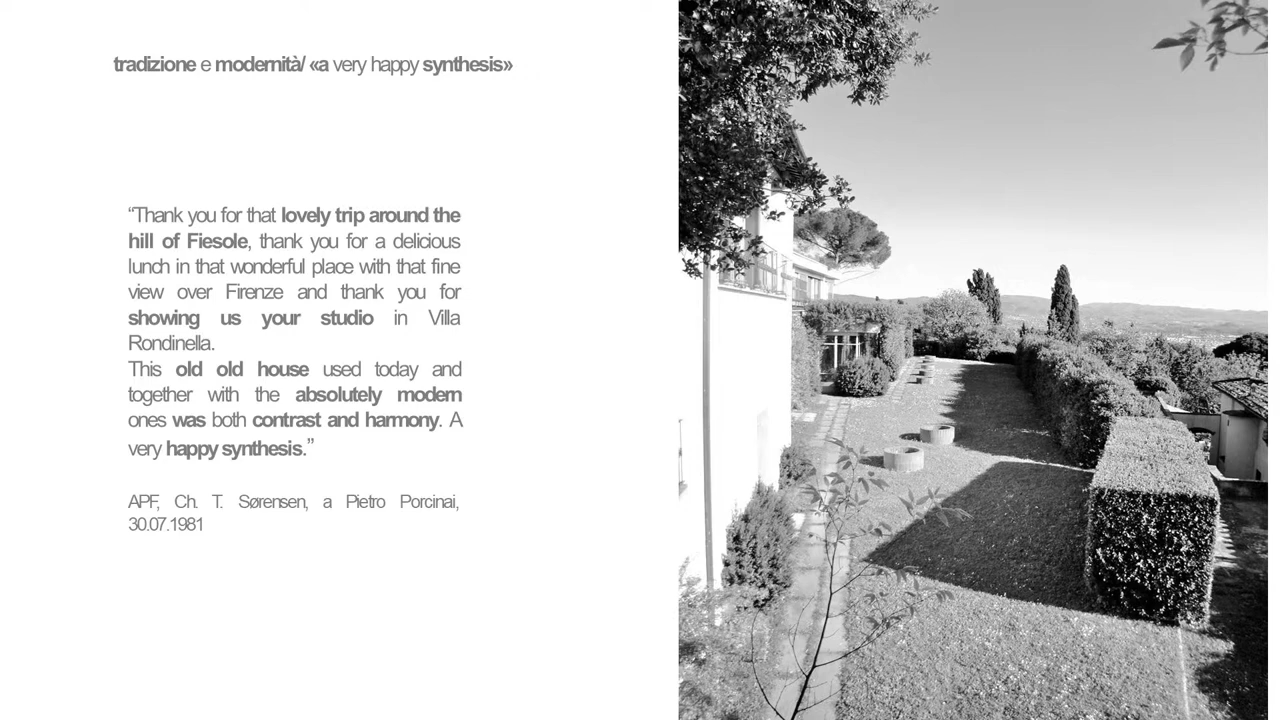 tradizione e modernità/ «a very happy synthesis»
“Thank you for that lovely trip around the
hill of Fiesole, thank you for a delicious
lunch in that wonderful place with that fine
view over Firenze and thank you for
showing us your studio in Villa
Rondinella.
This old old house used today and
together with the absolutely modern
ones was both contrast and harmony. A
very happy synthesis.”
APF, Ch. T. Sørensen, a Pietro Porcinai,
30.07.1981